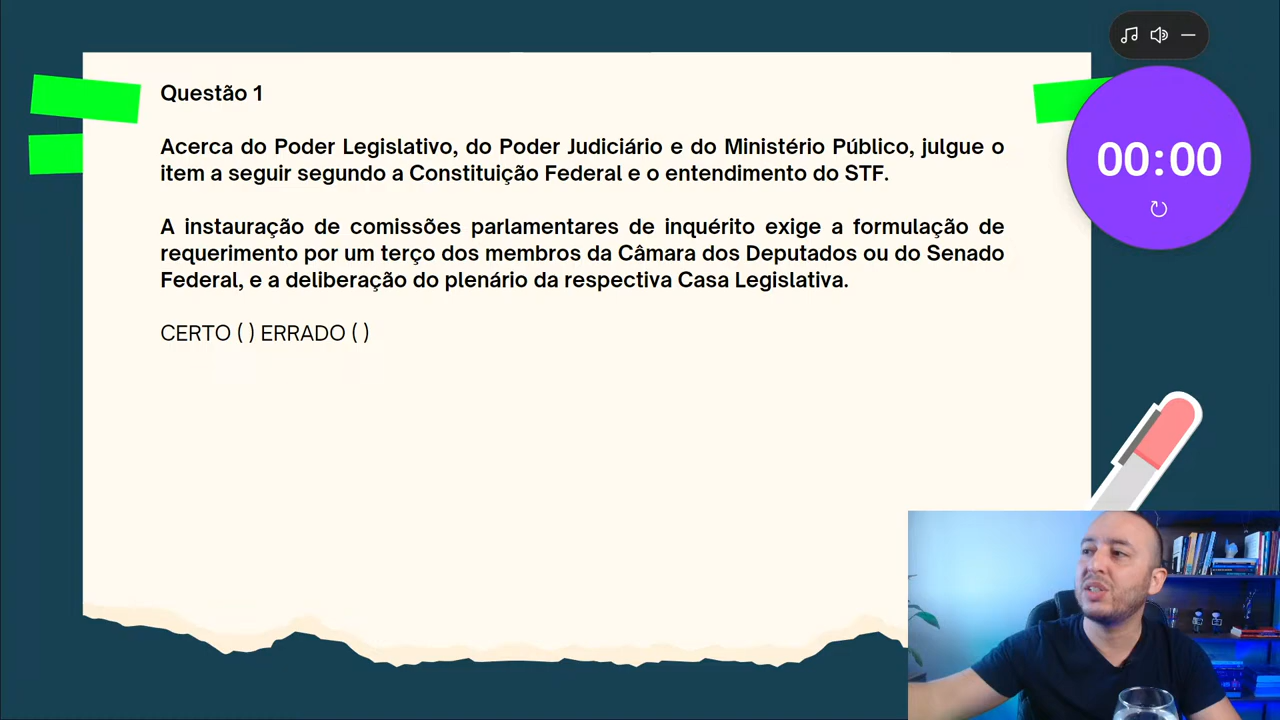 Questão 1
Acerca do Poder Legislativo, do Poder Judiciário e do Ministério Público, julgue o
item a seguir segundo a Constituição Federal e o entendimento do STF.
A instauração de comissões parlamentares de inquérito exige a formulação de
requerimento por um terço dos membros da Câmara dos Deputados ou do Senado
Federal, e a deliberação do plenário da respectiva Casa Legislativa.
CERTO ( ) ERRADO ( )
00:00